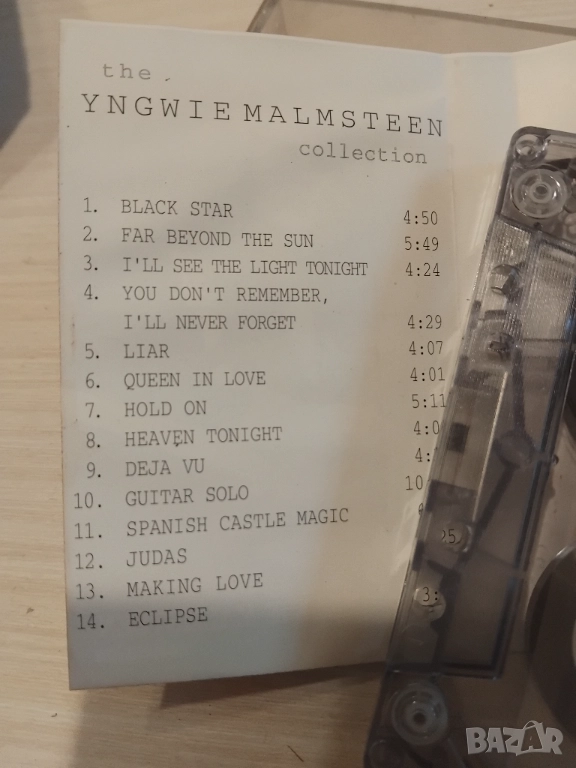 the
YNGWIE MALMSTEEN
collection
1. BLACK STAR 4:50
2. FAR BEYOND THE SUN 5:49
3. I'LL SEE THE LIGHT TONIGHT 4:24
4. YOU DON'T REMEMBER,
I'LL NEVER FORGET 4:29
5. LIAR 4:07
6. QUEEN IN LOVE 4:01
7. HOLD ON 5:11
8. HEAVEN TONIGHT
9. DEJA VU
10. GUITAR SOLO
11. SPANISH CASTLE MAGIC
12. JUDAS
13. MAKING LOVE
14. ECLIPSE
BAZAR